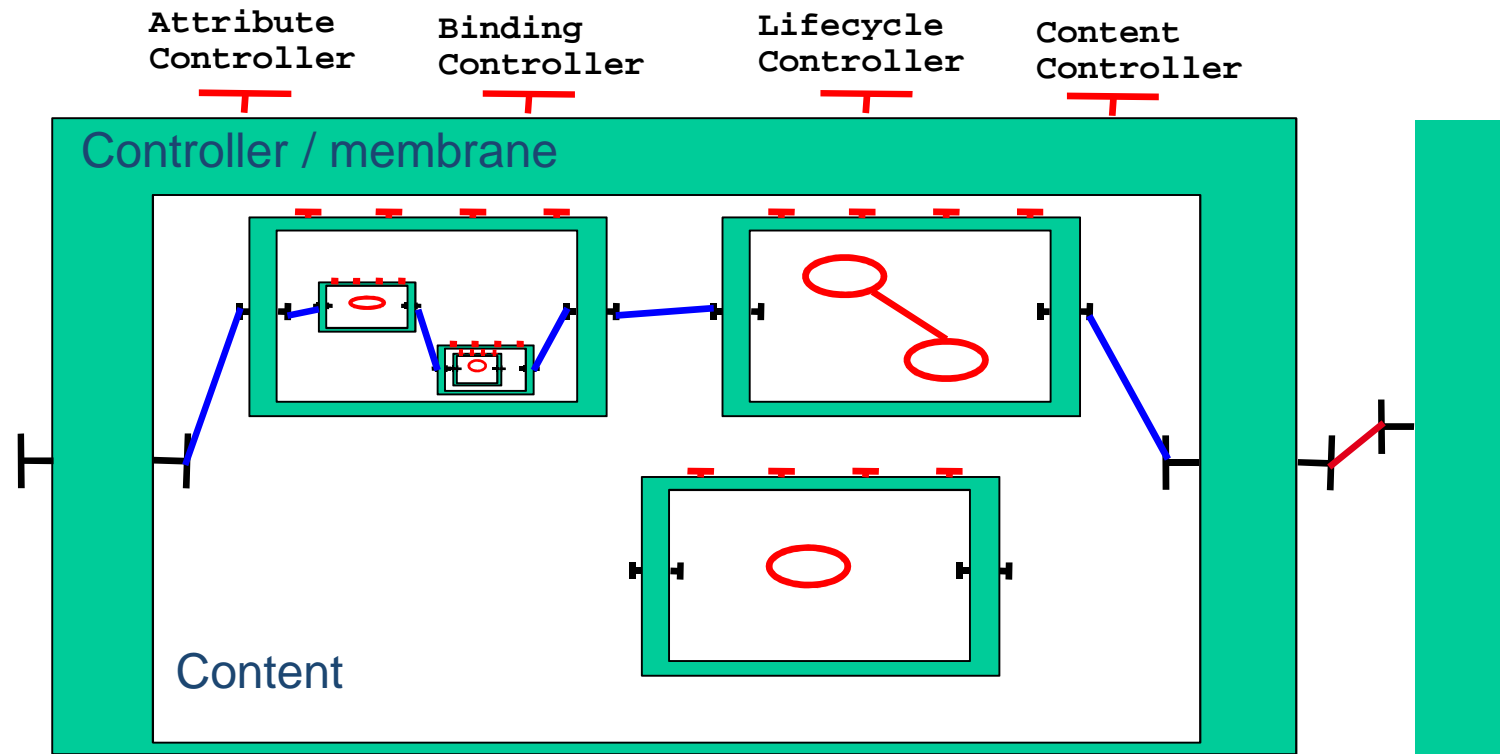 Attribute
Controller
Binding
Controller
Lifecycle
Controller
Content
Controller
Controller / membrane
Content